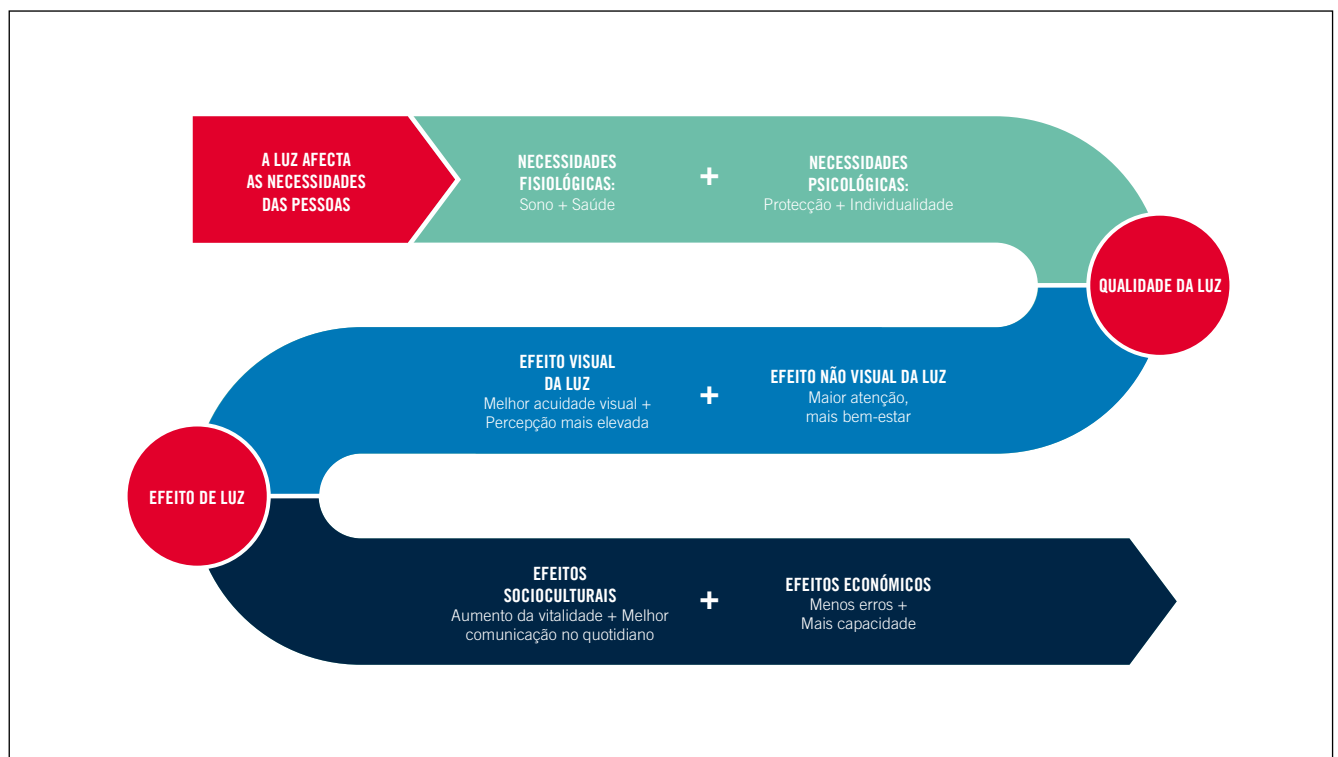 A LUZ AFECTA
AS NECESSIDADES
DAS PESSOAS
NECESSIDADES
FISIOLÓGICAS:
Sono + Saúde
+
NECESSIDADES
PSICOLÓGICAS:
Protecção + Individualidade
QUALIDADE DA LUZ
EFEITO VISUAL
DA LUZ
Melhor acuidade visual +
Percepção mais elevada
+
EFEITO NÃO VISUAL DA LUZ
Maior atenção,
mais bem-estar
EFEITO DE LUZ
EFEITOS
SOCIOCULTURAIS
Aumento da vitalidade + Melhor
comunicação no quotidiano
+
EFEITOS ECONÓMICOS
Menos erros +
Mais capacidade